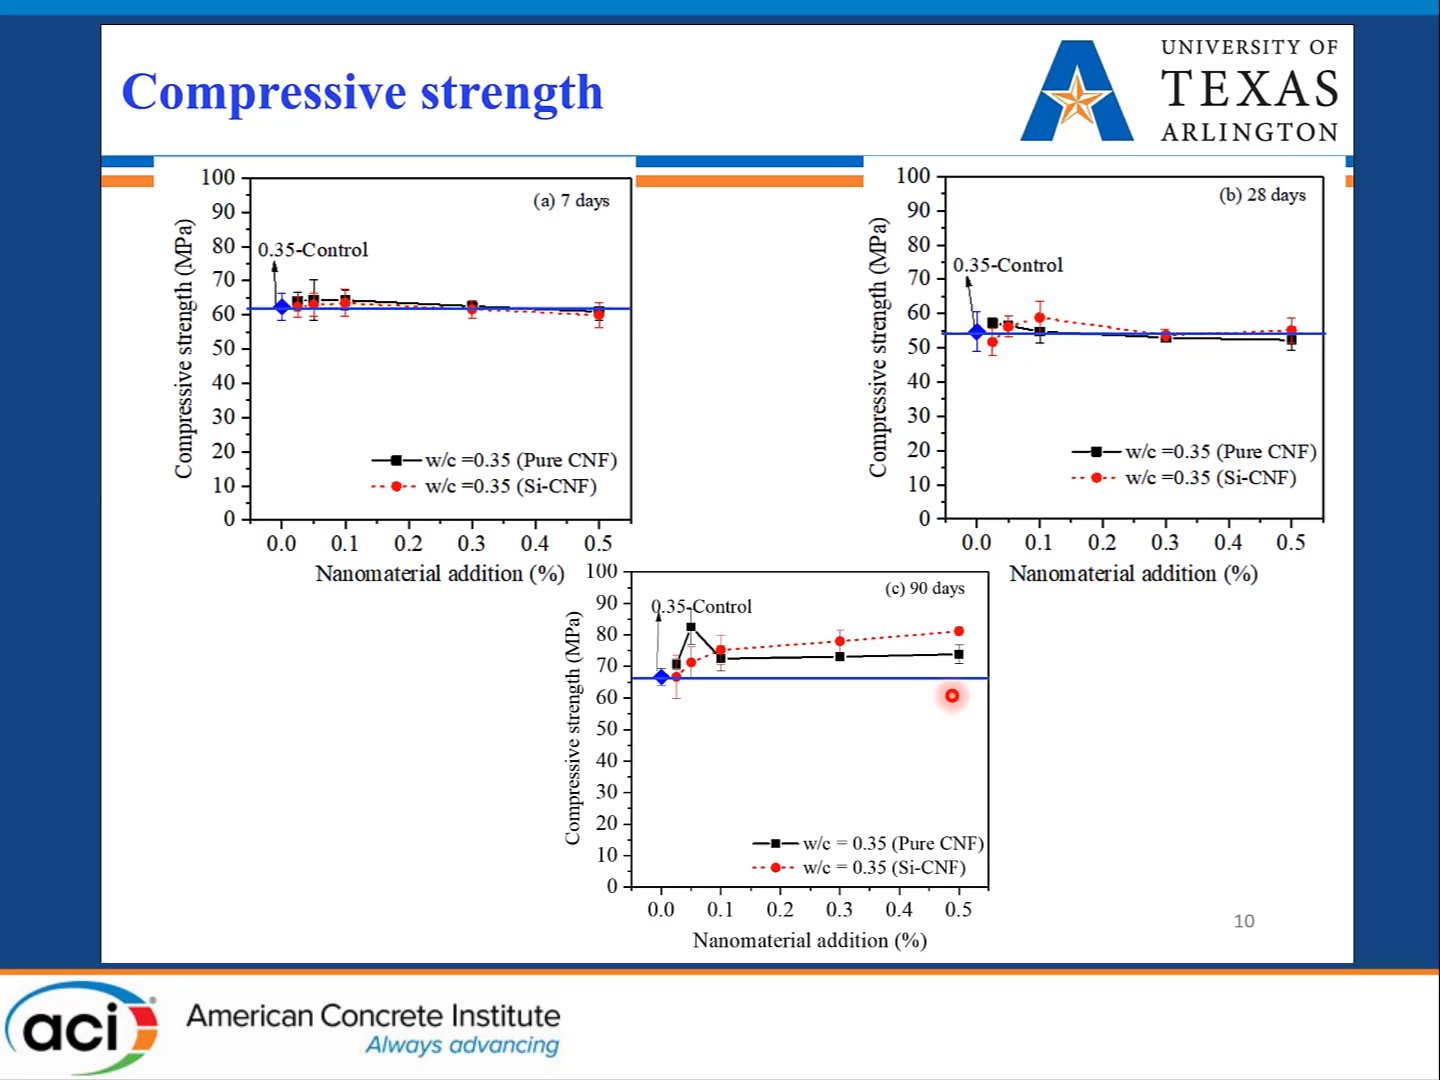 Compressive strength
UNIVERSITY OF
TEXAS
ARLINGTON
100
90
80
70
60
50
40
30
20
10
0
Compressive strength (MPa)
(a) 7 days
0.35-Control
w/c =0.35 (Pure CNF)
w/c =0.35 (Si-CNF)
0.0 0.1 0.2 0.3 0.4 0.5
Nanomaterial addition (%)
100
90
80
70
60
50
40
30
20
10
0
Compressive strength (MPa)
(b) 28 days
0.35-Control
w/c =0.35 (Pure CNF)
w/c =0.35 (Si-CNF)
0.0 0.1 0.2 0.3 0.4 0.5
Nanomaterial addition (%)
100
90
80
70
60
50
40
30
20
10
0
Compressive strength (MPa)
(c) 90 days
0.35-Control
w/c = 0.35 (Pure CNF)
w/c = 0.35 (Si-CNF)
0.0 0.1 0.2 0.3 0.4 0.5
Nanomaterial addition (%)
10
aci
American Concrete Institute
Always advancing